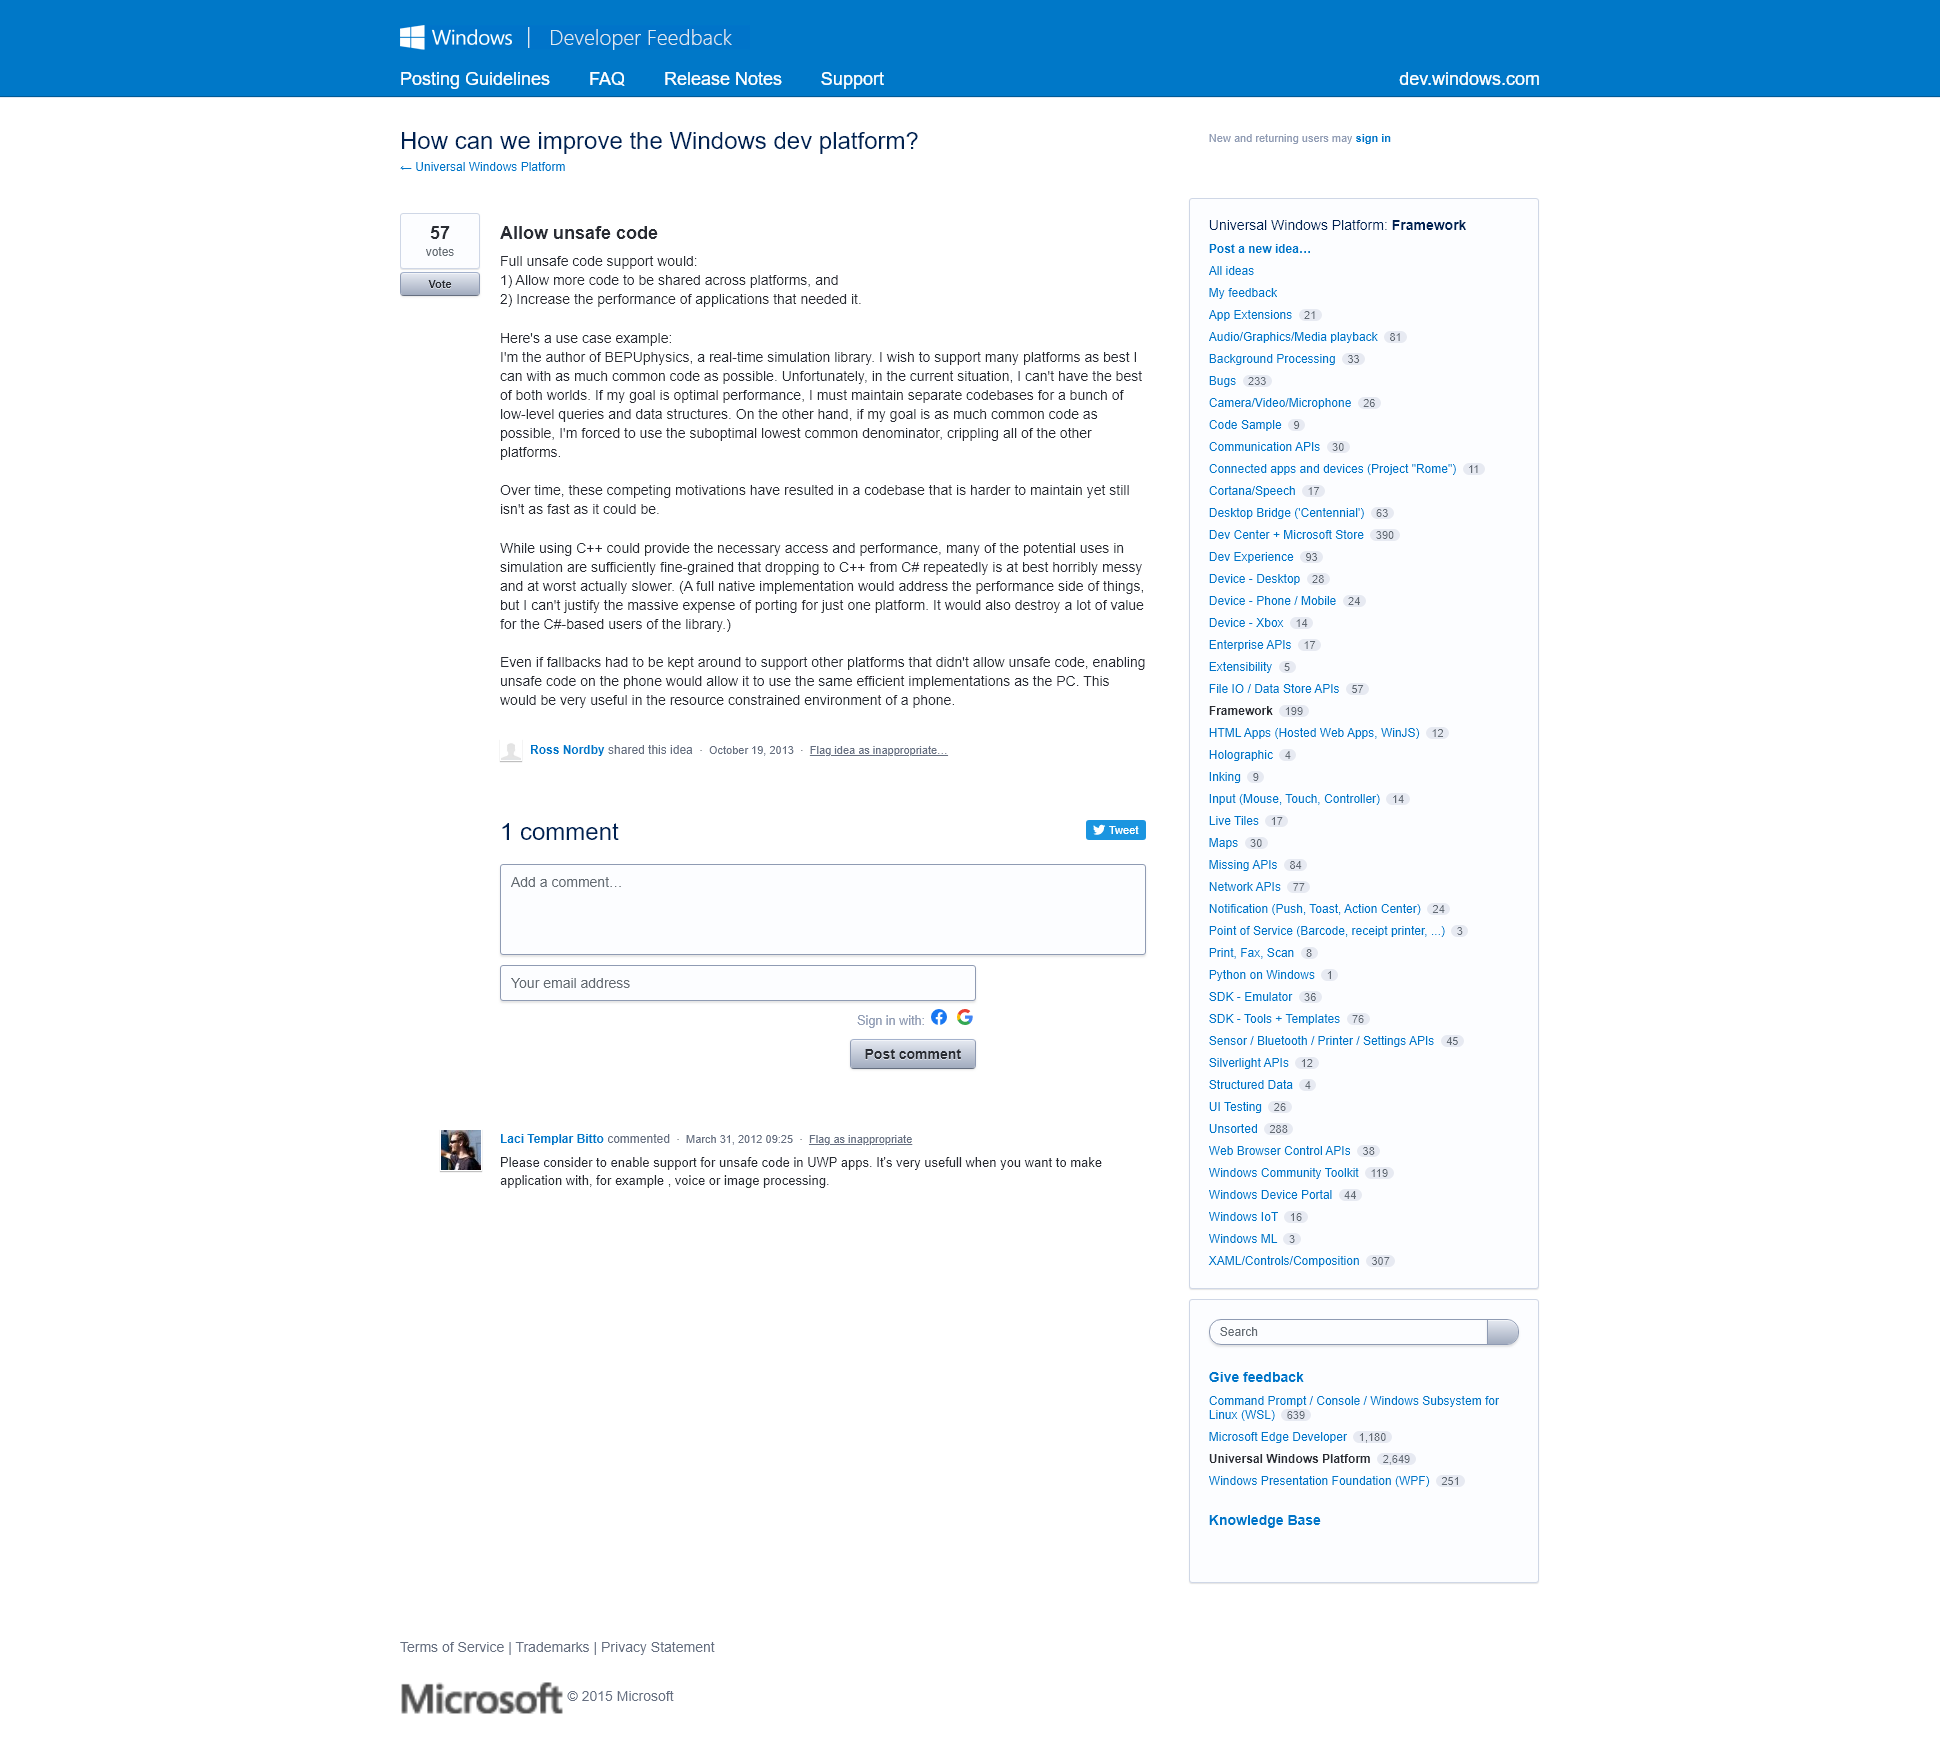 Windows | Developer Feedback
Posting Guidelines FAQ Release Notes Support dev.windows.com
How can we improve the Windows dev platform?
← Universal Windows Platform
New and returning users may sign in
57
votes
Vote
Allow unsafe code
Full unsafe code support would:
1) Allow more code to be shared across platforms, and
2) Increase the performance of applications that needed it.
Here's a use case example:
I'm the author of BEPUphysics, a real-time simulation library. I wish to support many platforms as best I
can with as much common code as possible. Unfortunately, in the current situation, I can't have the best
of both worlds. If my goal is optimal performance, I must maintain separate codebases for a bunch of
low-level queries and data structures. On the other hand, if my goal is as much common code as
possible, I'm forced to use the suboptimal lowest common denominator, crippling all of the other
platforms.
Over time, these competing motivations have resulted in a codebase that is harder to maintain yet still
isn't as fast as it could be.
While using C++ could provide the necessary access and performance, many of the potential uses in
simulation are sufficiently fine-grained that dropping to C++ from C# repeatedly is at best horribly messy
and at worst actually slower. (A full native implementation would address the performance side of things,
but I can't justify the massive expense of porting for just one platform. It would also destroy a lot of value
for the C#-based users of the library.)
Even if fallbacks had to be kept around to support other platforms that didn't allow unsafe code, enabling
unsafe code on the phone would allow it to use the same efficient implementations as the PC. This
would be very useful in the resource constrained environment of a phone.
Ross Nordby shared this idea · October 19, 2013 · Flag idea as inappropriate…
1 comment
Tweet
Add a comment…
Your email address
Sign in with:
Post comment
Laci Templar Bitto commented · March 31, 2012 09:25 · Flag as inappropriate
Please consider to enable support for unsafe code in UWP apps. It's very usefull when you want to make
application with, for example , voice or image processing.
Universal Windows Platform: Framework
Post a new idea…
All ideas
My feedback
App Extensions 21
Audio/Graphics/Media playback 81
Background Processing 33
Bugs 233
Camera/Video/Microphone 26
Code Sample 9
Communication APIs 30
Connected apps and devices (Project "Rome") 11
Cortana/Speech 17
Desktop Bridge ('Centennial') 63
Dev Center + Microsoft Store 390
Dev Experience 93
Device - Desktop 28
Device - Phone / Mobile 24
Device - Xbox 14
Enterprise APIs 17
Extensibility 5
File IO / Data Store APIs 57
Framework 199
HTML Apps (Hosted Web Apps, WinJS) 12
Holographic 4
Inking 9
Input (Mouse, Touch, Controller) 14
Live Tiles 17
Maps 30
Missing APIs 84
Network APIs 77
Notification (Push, Toast, Action Center) 24
Point of Service (Barcode, receipt printer, ...) 3
Print, Fax, Scan 8
Python on Windows 1
SDK - Emulator 36
SDK - Tools + Templates 76
Sensor / Bluetooth / Printer / Settings APIs 45
Silverlight APIs 12
Structured Data 4
UI Testing 26
Unsorted 288
Web Browser Control APIs 38
Windows Community Toolkit 119
Windows Device Portal 44
Windows IoT 16
Windows ML 3
XAML/Controls/Composition 307
Search
Give feedback
Command Prompt / Console / Windows Subsystem for
Linux (WSL) 639
Microsoft Edge Developer 1,180
Universal Windows Platform 2,649
Windows Presentation Foundation (WPF) 251
Knowledge Base
Terms of Service | Trademarks | Privacy Statement
Microsoft © 2015 Microsoft